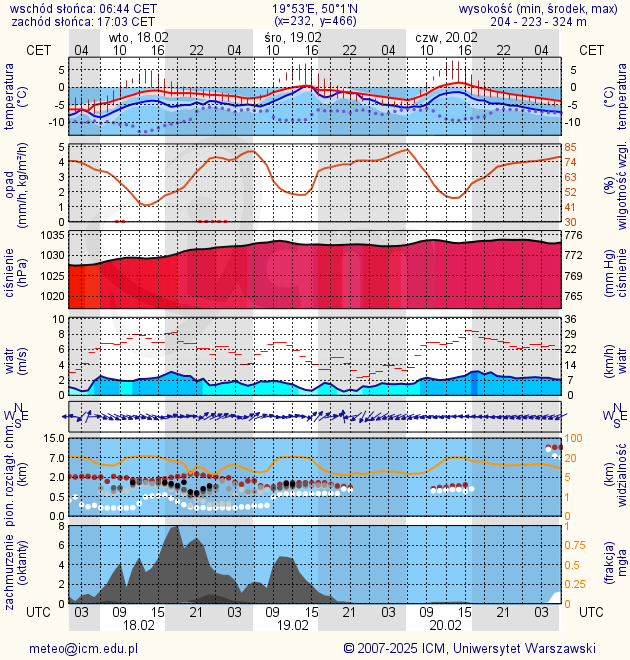 wschód słońca: 06:44 CET 19°53'E, 50°1'N wysokość (min, środek, max)
zachód słońca: 17:03 CET (x=232, y=466) 204 - 223 - 324 m
wto, 18.02 śro, 19.02 czw, 20.02
CET 04 10 16 22 04 10 16 22 04 10 16 22 04 CET
temperatura (°C) 5 0 -5 -10 5 0 -5 -10 (°C) temperatura
opad (mm/h, kg/m²/h) 5 4 3 2 1 0 85 74 63 52 41 30 (%) wilgotność wzgl.
ciśnienie (hPa) 1035 1030 1025 1020 776 772 769 765 (mm Hg) ciśnienie
wiatr (m/s) 10 8 6 4 2 0 36 29 22 14 7 0 (km/h) wiatr
N W E S N W E S
pion. rozciągł. chm. (km) 15.0 7.0 2.0 0.5 0.0 100 20 5 1 0 (km) widzialność
zachmurzenie (oktanty) 8 6 4 2 0 1 0.75 0.5 0.25 0 (frakcja) mgła
UTC 03 09 15 21 03 09 15 21 03 09 15 21 03 UTC
18.02 19.02 20.02
meteo@icm.edu.pl © 2007-2025 ICM, Uniwersytet Warszawski